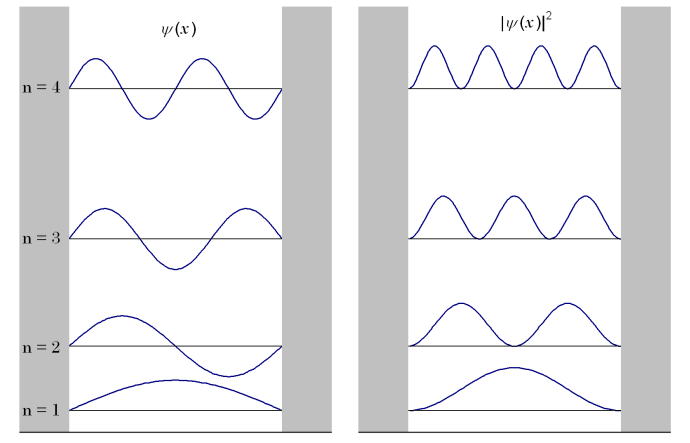 ψ(x)
n = 4
n = 3
n = 2
n = 1
|ψ(x)|²